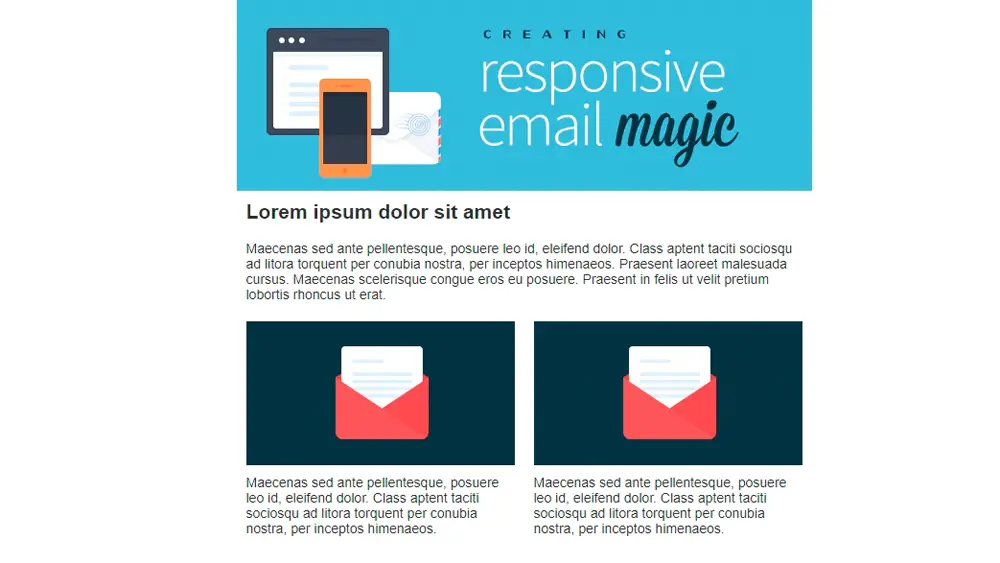 CREATING
responsive
email magic
Lorem ipsum dolor sit amet
Maecenas sed ante pellentesque, posuere leo id, eleifend dolor. Class aptent taciti sociosqu
ad litora torquent per conubia nostra, per inceptos himenaeos. Praesent laoreet malesuada
cursus. Maecenas scelerisque congue eros eu posuere. Praesent in felis ut velit pretium
lobortis rhoncus ut erat.
Maecenas sed ante pellentesque, posuere
leo id, eleifend dolor. Class aptent taciti
sociosqu ad litora torquent per conubia
nostra, per inceptos himenaeos.
Maecenas sed ante pellentesque, posuere
leo id, eleifend dolor. Class aptent taciti
sociosqu ad litora torquent per conubia
nostra, per inceptos himenaeos.